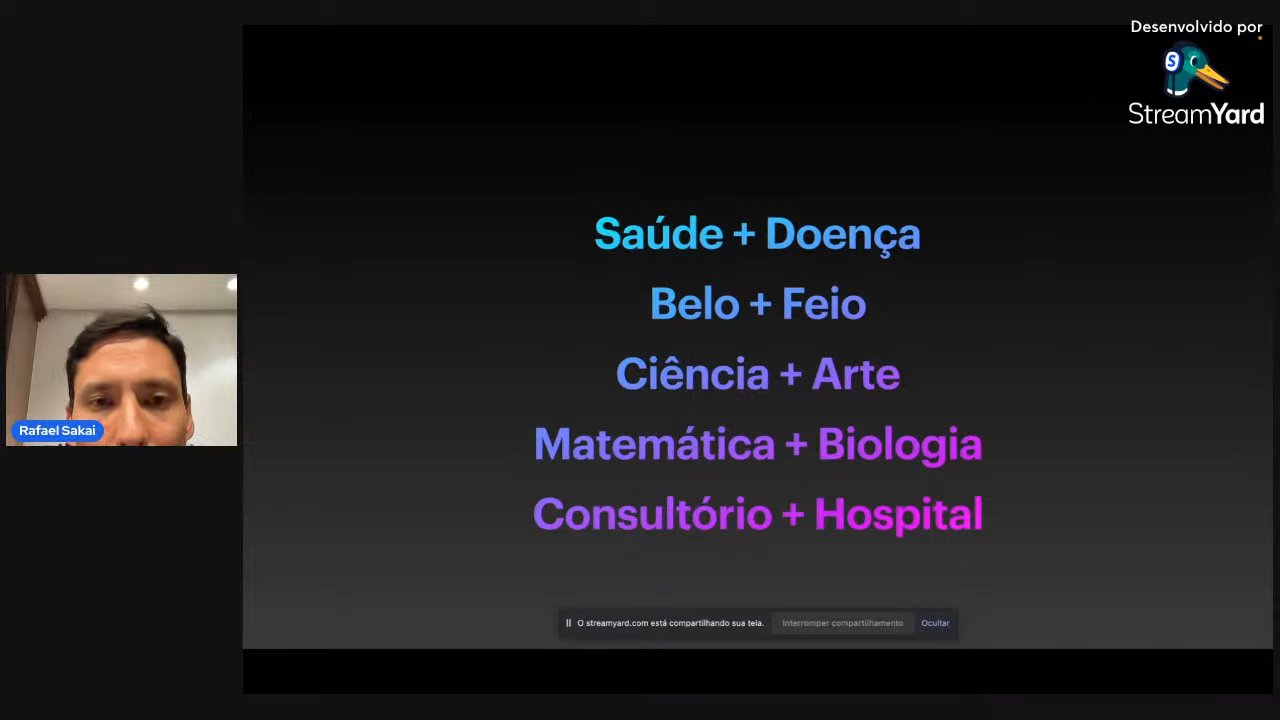 Desenvolvido por
StreamYard
Saúde + Doença
Belo + Feio
Ciência + Arte
Matemática + Biologia
Consultório + Hospital
Rafael Sakai
O streamyard.com está compartilhando sua tela. Interromper compartilhamento Ocultar